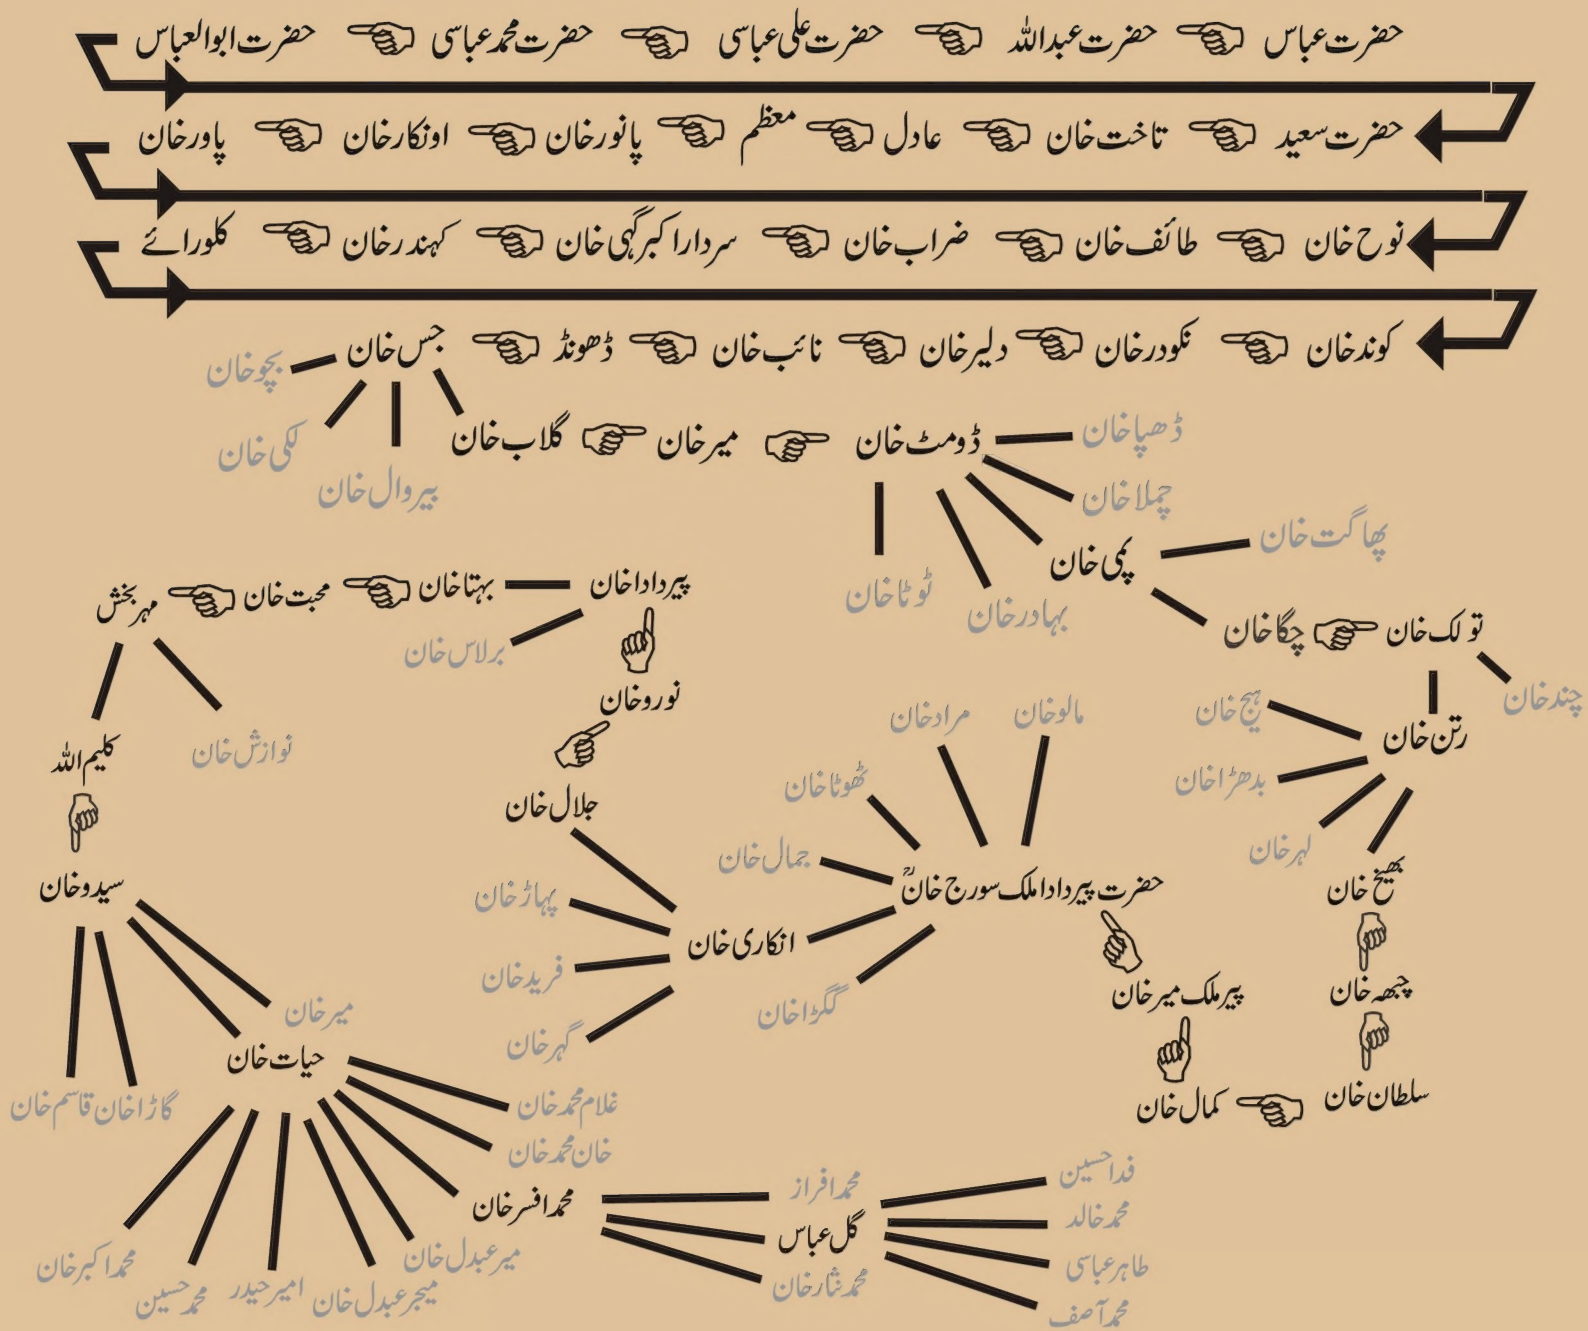 حضرت عباس حضرت عبداللہ حضرت علی عباسی حضرت محمد عباسی حضرت ابوالعباس
حضرت سعید تاخت خان عادل معظم پانور خان اونکار خان پاور خان
نوح خان طائف خان ضراب خان سردار اکبر گہی خان کہندر خان کلورائے
کوند خان نکودر خان دلیر خان نائب خان ڈھونڈ جس خان
بچو خان
لکی خان
بیروال خان
گلاب خان میر خان ڈومٹ خان ڈھپا خان
چملا خان
پمی خان پھاگت خان
ٹوٹا خان
بہادر خان
چگا خان تولک خان
چند خان
رتن خان
ہیج خان
بدھڑا خان
لہر خان
بھیخ خان
چبھہ خان
سلطان خان
کمال خان
پیر ملک میر خان
حضرت پیر دادا ملک سورج خانؒ
مالو خان
مراد خان
ٹھوٹا خان
جمال خان
گگڑا خان
انکاری خان
پہاڑ خان
فرید خان
گہر خان
جلال خان
نورو خان
پیر دادا خان
برلاس خان
بہتا خان محبت خان مہر بخش
نوازش خان
کلیم اللہ
سیدو خان
میر خان
گاڑا خان
قاسم خان
حیات خان
غلام محمد خان
خان محمد خان
محمد افسر خان
میر عبدل خان
میجر عبدل خان
امیر حیدر
محمد حسین
محمد اکبر خان
محمد افراز
گل عباس
محمد نثار خان
فدا حسین
محمد خالد
طاہر عباسی
محمد آصف